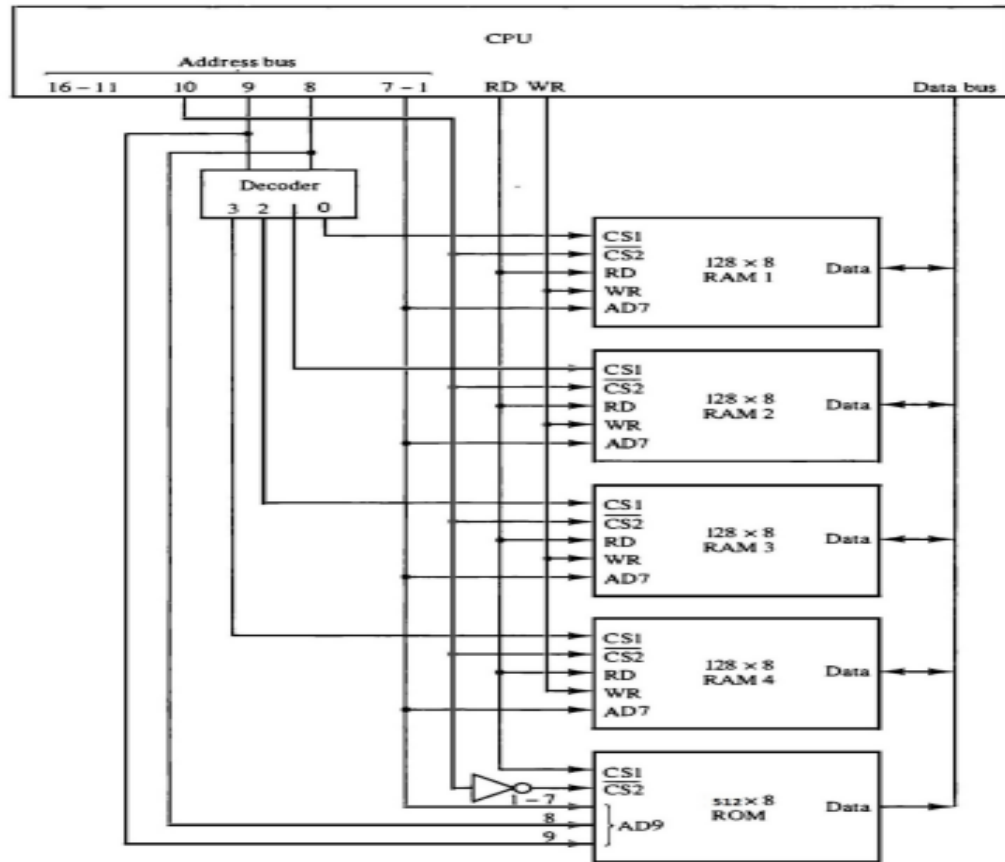 CPU
Address bus
16 – 11 10 9 8 7 – 1 RD WR Data bus
Decoder
3 2 1 0
CS1
CS2
RD
WR
AD7
128 × 8
RAM 1
Data
CS1
CS2
RD
WR
AD7
128 × 8
RAM 2
Data
CS1
CS2
RD
WR
AD7
128 × 8
RAM 3
Data
CS1
CS2
RD
WR
AD7
128 × 8
RAM 4
Data
CS1
CS2
1 – 7
8
9
AD9
512 × 8
ROM
Data